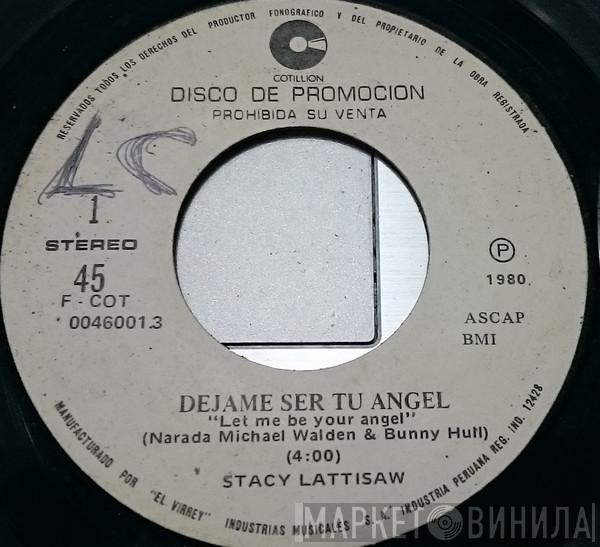 RESERVADOS TODOS LOS DERECHOS DEL PRODUCTOR FONOGRAFICO Y DEL PROPIETARIO DE LA OBRA REGISTRADA
COTILLION
DISCO DE PROMOCION
PROHIBIDA SU VENTA
LC
1
STEREO
45
F - COT
0046001.3
P
1980.
ASCAP
BMI
DEJAME SER TU ANGEL
"Let me be your angel"
(Narada Michael Walden & Bunny Hull)
(4:00)
STACY LATTISAW
MANUFACTURADO POR "EL VIRREY" INDUSTRIAS MUSICALES S.A. INDUSTRIA PERUANA REG. IND. 12428
МАРКЕТ ВИНИЛА